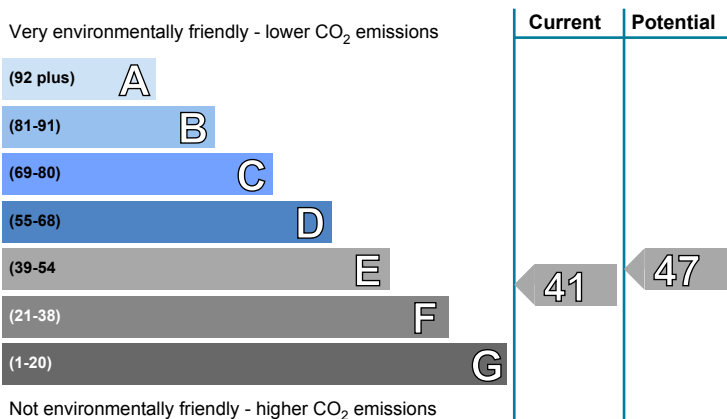 Very environmentally friendly - lower CO2 emissions
Current Potential
(92 plus) A
(81-91) B
(69-80) C
(55-68) D
(39-54 E
41 47
(21-38) F
(1-20) G
Not environmentally friendly - higher CO2 emissions